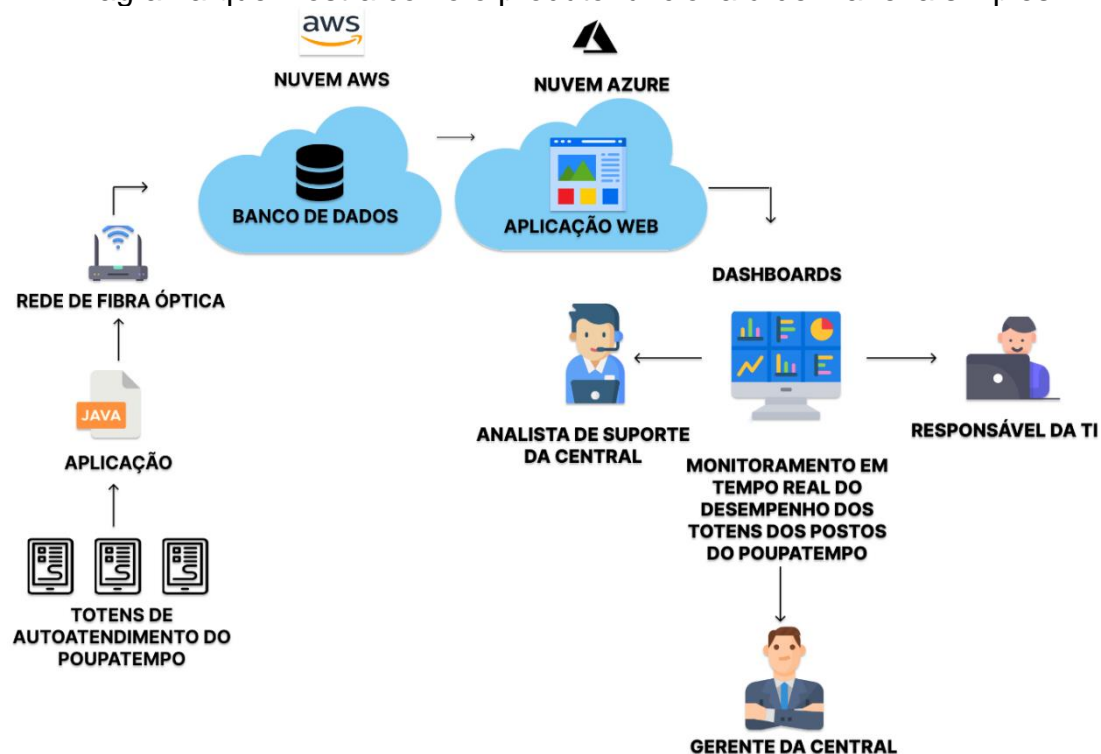 aws
NUVEM AWS
NUVEM AZURE
BANCO DE DADOS
APLICAÇÃO WEB
REDE DE FIBRA ÓPTICA
JAVA
APLICAÇÃO
TOTENS DE
AUTOATENDIMENTO DO
POUPATEMPO
DASHBOARDS
ANALISTA DE SUPORTE
DA CENTRAL
RESPONSÁVEL DA TI
MONITORAMENTO EM
TEMPO REAL DO
DESEMPENHO DOS
TOTENS DOS POSTOS
DO POUPATEMPO
GERENTE DA CENTRAL